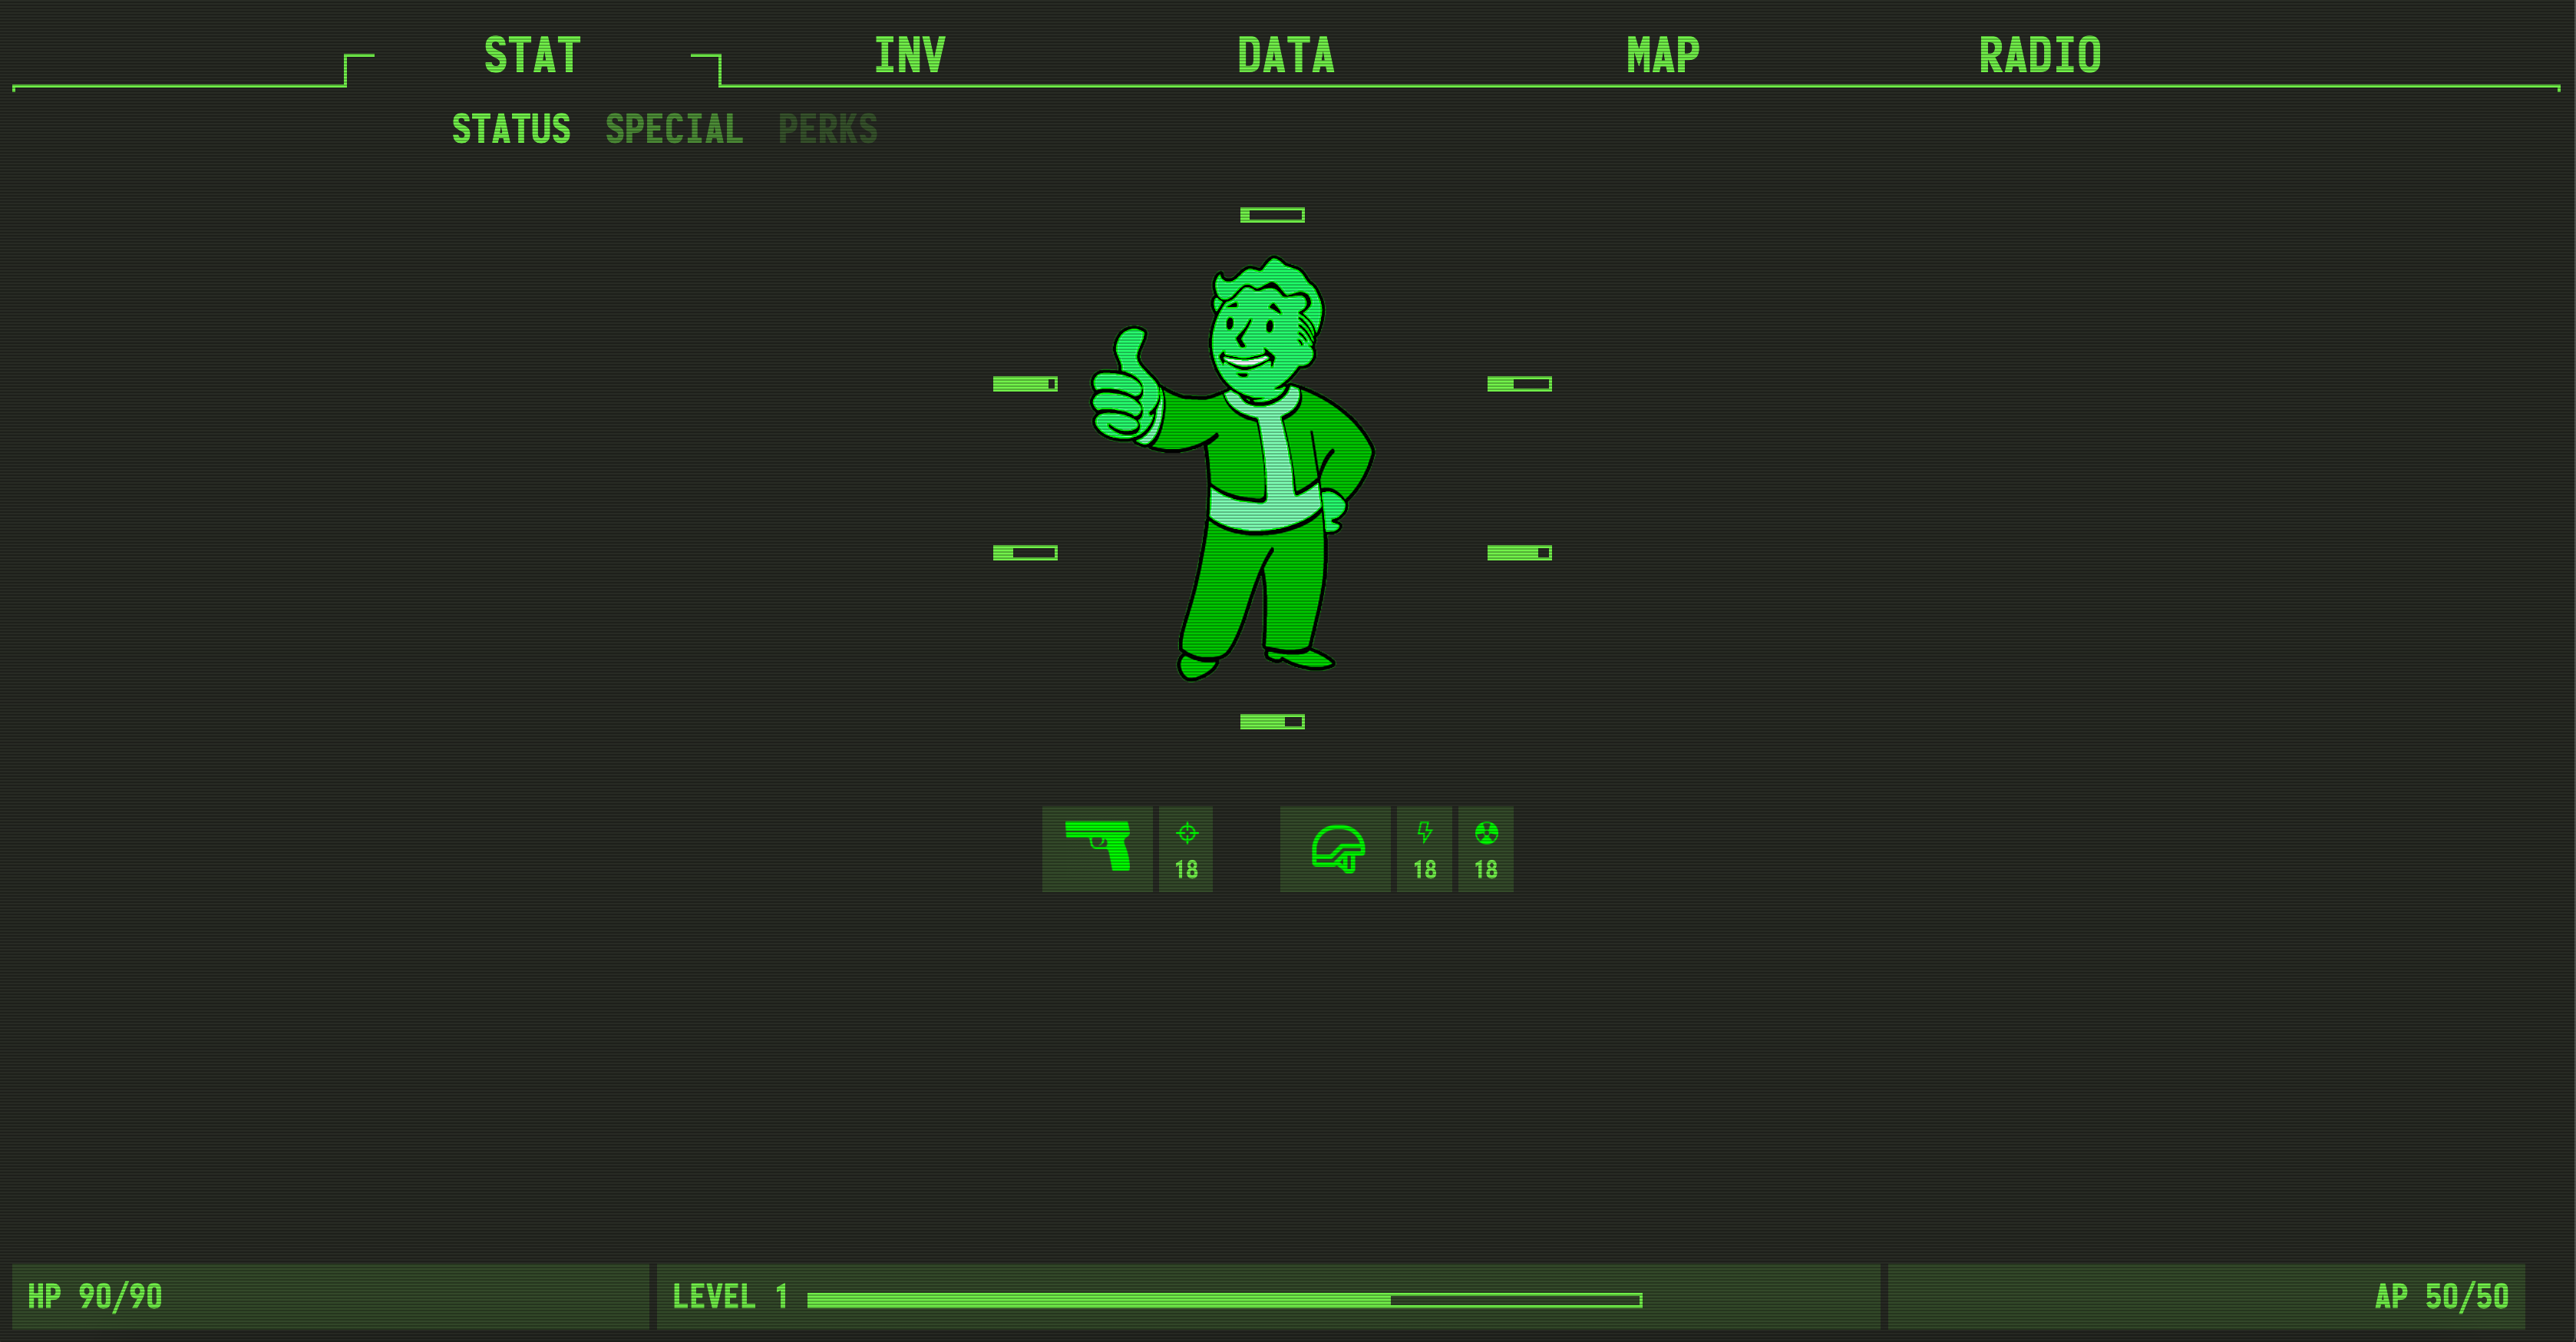 STAT INV DATA MAP RADIO
STATUS SPECIAL PERKS
18 18 18
HP 90/90 LEVEL 1 AP 50/50